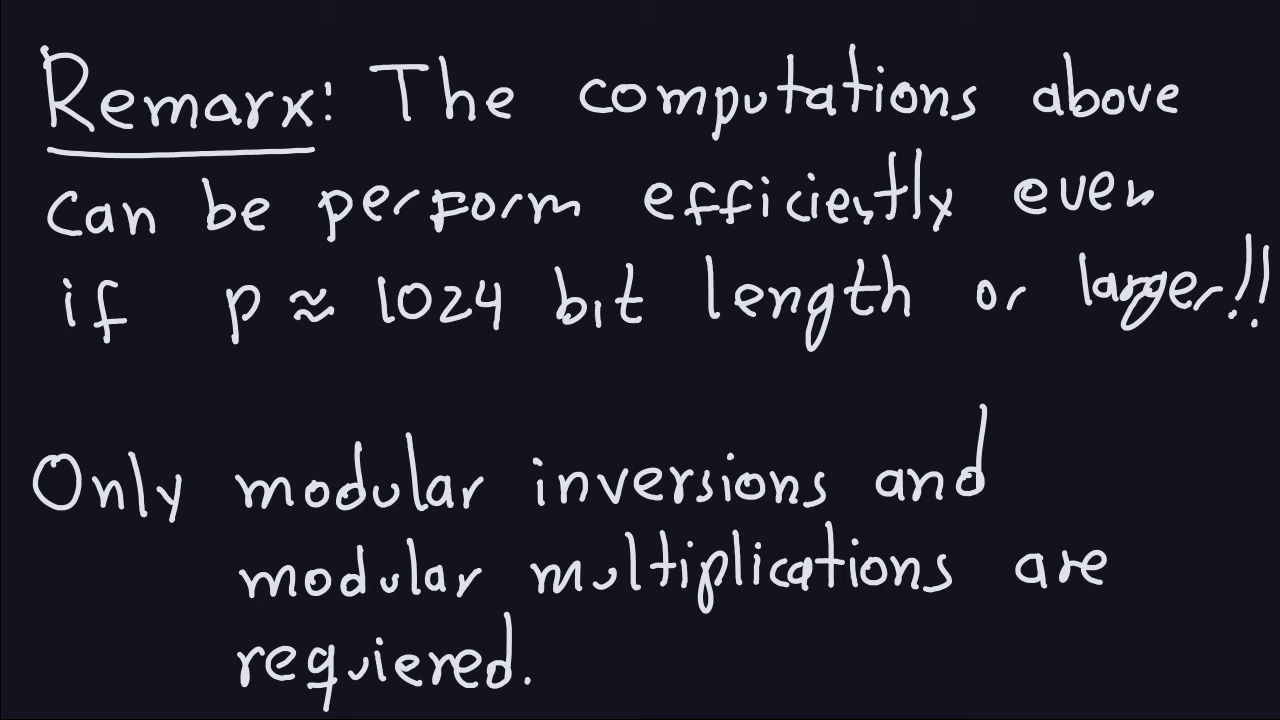 Remark: The computations above
can be perform efficiently even
if p ≈ 1024 bit length or larger!!
Only modular inversions and
modular multiplications are
requiered.